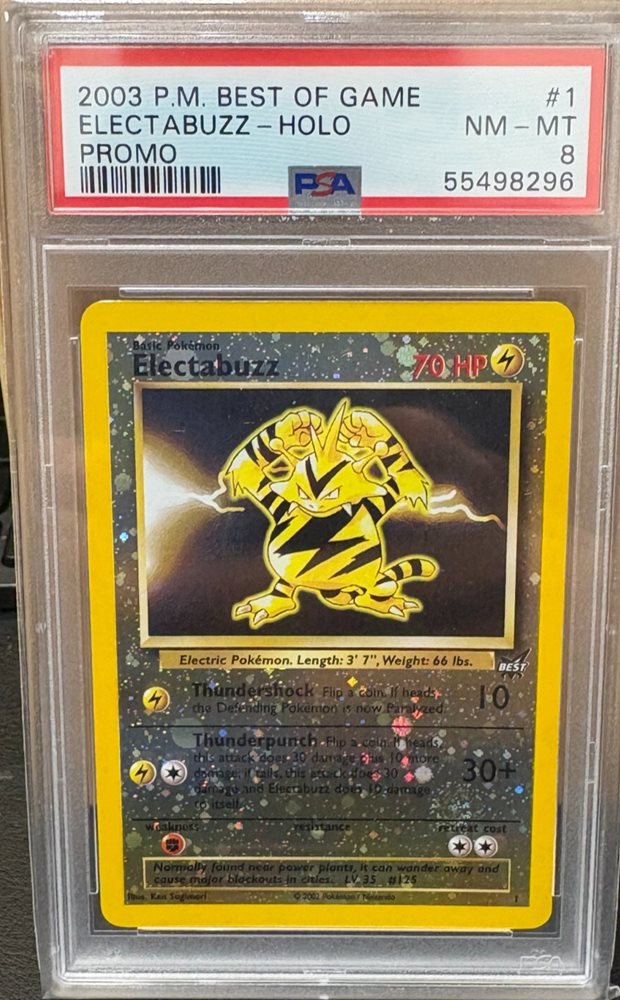 2003 P.M. BEST OF GAME #1
ELECTABUZZ – HOLO NM – MT
PROMO 8
PSA 55498296
Basic Pokémon
Electabuzz 70 HP
Electric Pokémon. Length: 3' 7", Weight: 66 lbs.
BEST
Thundershock Flip a coin. If heads,
the Defending Pokémon is now Paralyzed.
10
Thunderpunch Flip a coin. If heads,
this attack does 30 damage plus 10 more
damage; if tails, this attack does 30
damage and Electabuzz does 10 damage
to itself.
30+
weakness resistance retreat cost
Normally found near power plants, it can wander away and
cause major blackouts in cities. LV. 35 #125
Illus. Ken Sugimori © 2002 Pokémon / Nintendo 1
PSA